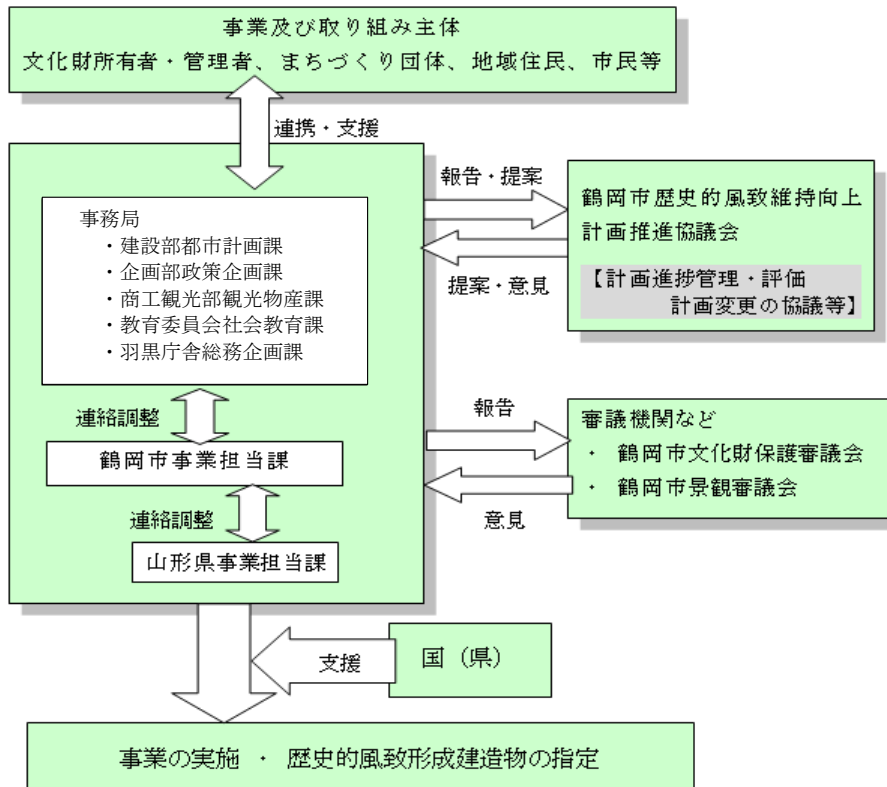 事業及び取り組み主体
文化財所有者・管理者、まちづくり団体、地域住民、市民等
連携・支援
事務局
・建設部都市計画課
・企画部政策企画課
・商工観光部観光物産課
・教育委員会社会教育課
・羽黒庁舎総務企画課
連絡調整
鶴岡市事業担当課
連絡調整
山形県事業担当課
報告・提案
提案・意見
鶴岡市歴史的風致維持向上
計画推進協議会
【計画進捗管理・評価
計画変更の協議等】
報告
意見
審議機関など
・ 鶴岡市文化財保護審議会
・ 鶴岡市景観審議会
支援
国（県）
事業の実施 ・ 歴史的風致形成建造物の指定